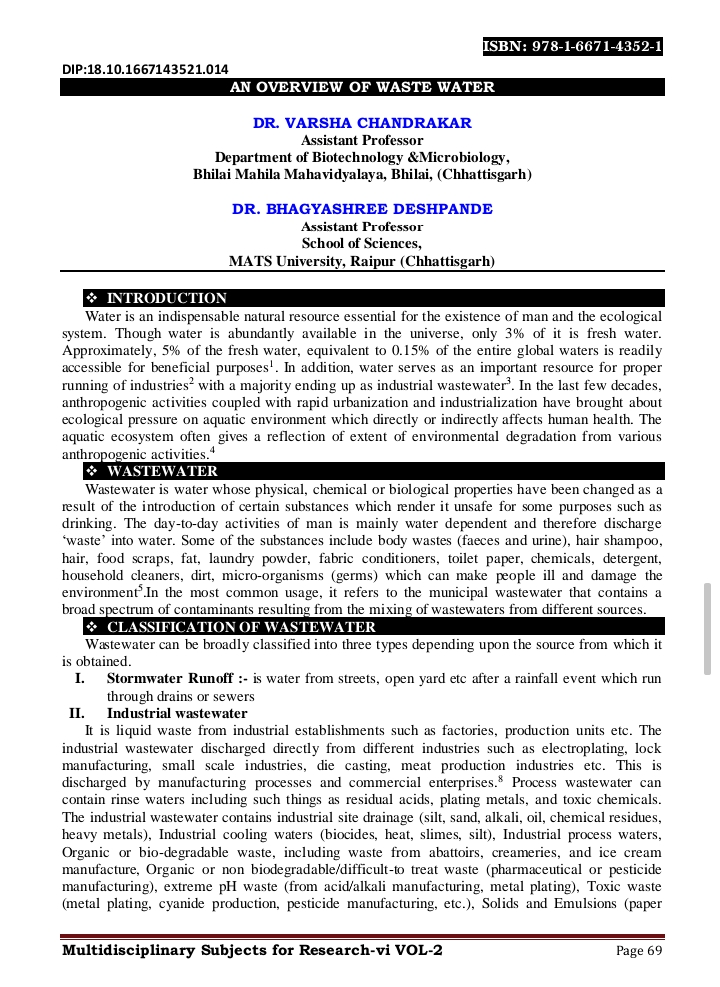 ISBN: 978-1-6671-4352-1
DIP:18.10.1667143521.014
AN OVERVIEW OF WASTE WATER
DR. VARSHA CHANDRAKAR
Assistant Professor
Department of Biotechnology &Microbiology,
Bhilai Mahila Mahavidyalaya, Bhilai, (Chhattisgarh)
DR. BHAGYASHREE DESHPANDE
Assistant Professor
School of Sciences,
MATS University, Raipur (Chhattisgarh)
❖ INTRODUCTION
Water is an indispensable natural resource essential for the existence of man and the ecological
system. Though water is abundantly available in the universe, only 3% of it is fresh water.
Approximately, 5% of the fresh water, equivalent to 0.15% of the entire global waters is readily
accessible for beneficial purposes¹. In addition, water serves as an important resource for proper
running of industries² with a majority ending up as industrial wastewater³. In the last few decades,
anthropogenic activities coupled with rapid urbanization and industrialization have brought about
ecological pressure on aquatic environment which directly or indirectly affects human health. The
aquatic ecosystem often gives a reflection of extent of environmental degradation from various
anthropogenic activities.⁴
❖ WASTEWATER
Wastewater is water whose physical, chemical or biological properties have been changed as a
result of the introduction of certain substances which render it unsafe for some purposes such as
drinking. The day-to-day activities of man is mainly water dependent and therefore discharge
‘waste’ into water. Some of the substances include body wastes (faeces and urine), hair shampoo,
hair, food scraps, fat, laundry powder, fabric conditioners, toilet paper, chemicals, detergent,
household cleaners, dirt, micro-organisms (germs) which can make people ill and damage the
environment⁵.In the most common usage, it refers to the municipal wastewater that contains a
broad spectrum of contaminants resulting from the mixing of wastewaters from different sources.
❖ CLASSIFICATION OF WASTEWATER
Wastewater can be broadly classified into three types depending upon the source from which it
is obtained.
I. Stormwater Runoff :- is water from streets, open yard etc after a rainfall event which run
through drains or sewers
II. Industrial wastewater
It is liquid waste from industrial establishments such as factories, production units etc. The
industrial wastewater discharged directly from different industries such as electroplating, lock
manufacturing, small scale industries, die casting, meat production industries etc. This is
discharged by manufacturing processes and commercial enterprises.⁸ Process wastewater can
contain rinse waters including such things as residual acids, plating metals, and toxic chemicals.
The industrial wastewater contains industrial site drainage (silt, sand, alkali, oil, chemical residues,
heavy metals), Industrial cooling waters (biocides, heat, slimes, silt), Industrial process waters,
Organic or bio-degradable waste, including waste from abattoirs, creameries, and ice cream
manufacture, Organic or non biodegradable/difficult-to treat waste (pharmaceutical or pesticide
manufacturing), extreme pH waste (from acid/alkali manufacturing, metal plating), Toxic waste
(metal plating, cyanide production, pesticide manufacturing, etc.), Solids and Emulsions (paper
Multidisciplinary Subjects for Research-vi VOL-2
Page 69